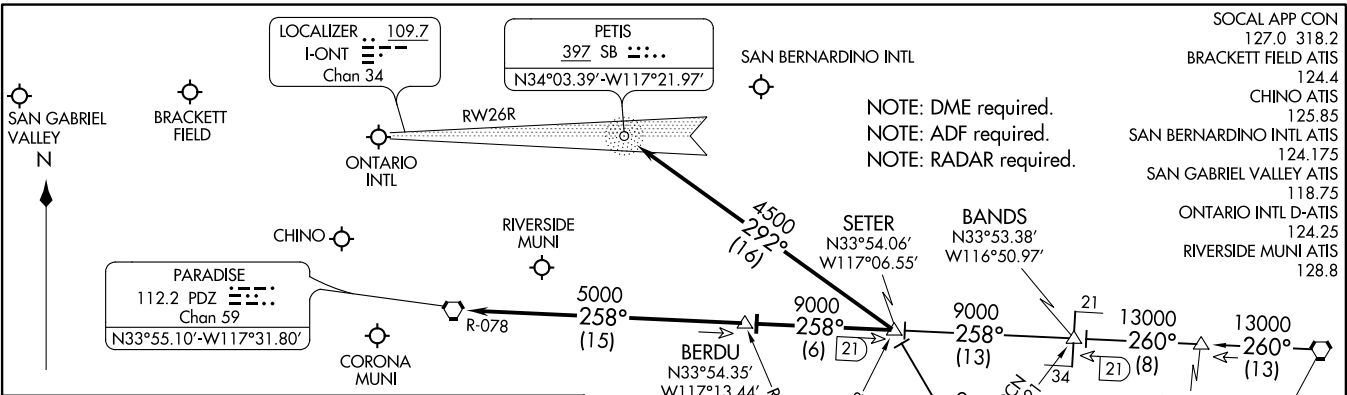 LOCALIZER 109.7
I-ONT
Chan 34
PETIS
397 SB
N34°03.39'-W117°21.97'
SAN BERNARDINO INTL
SOCAL APP CON
127.0 318.2
BRACKETT FIELD ATIS
124.4
CHINO ATIS
125.85
SAN BERNARDINO INTL ATIS
124.175
SAN GABRIEL VALLEY ATIS
118.75
ONTARIO INTL D-ATIS
124.25
RIVERSIDE MUNI ATIS
128.8
NOTE: DME required.
NOTE: ADF required.
NOTE: RADAR required.
SAN GABRIEL
VALLEY
N
BRACKETT
FIELD
RW26R
ONTARIO
INTL
CHINO
RIVERSIDE
MUNI
4500
292°
(16)
SETER
N33°54.06'
W117°06.55'
BANDS
N33°53.38'
W116°50.97'
PARADISE
112.2 PDZ
Chan 59
N33°55.10'-W117°31.80'
R-078
5000
258°
(15)
9000
258°
(6)
21
9000
258°
(13)
21
34
13000
260°
(8)
21
13000
260°
(13)
CORONA
MUNI
BERDU
N33°54.35'
W117°13.44'